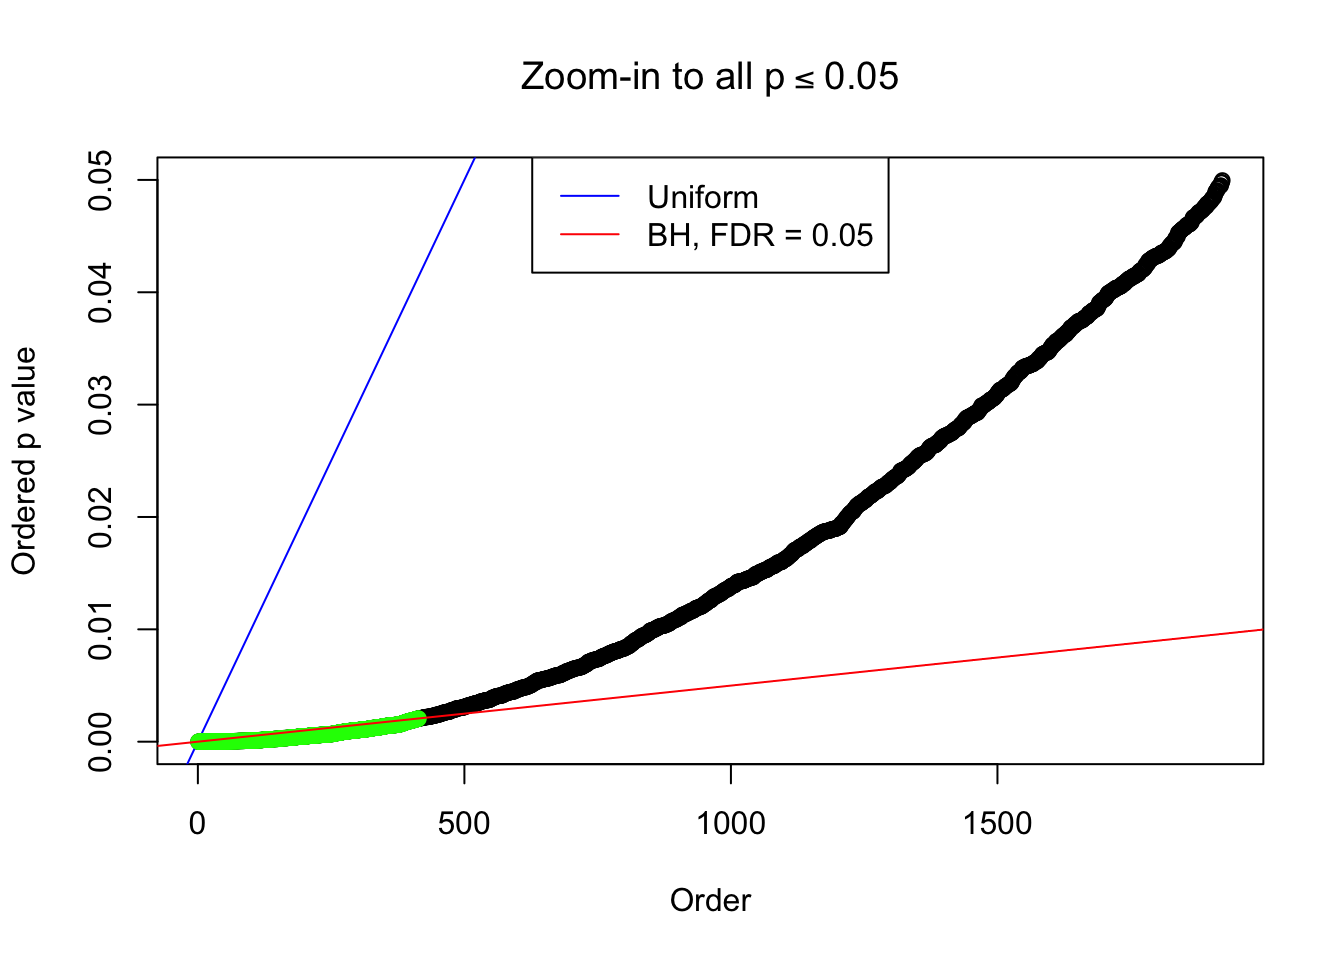 Zoom-in to all p ≤ 0.05
Uniform
BH, FDR = 0.05
0.05
0.04
0.03
0.02
0.01
0.00
Ordered p value
0 500 1000 1500
Order